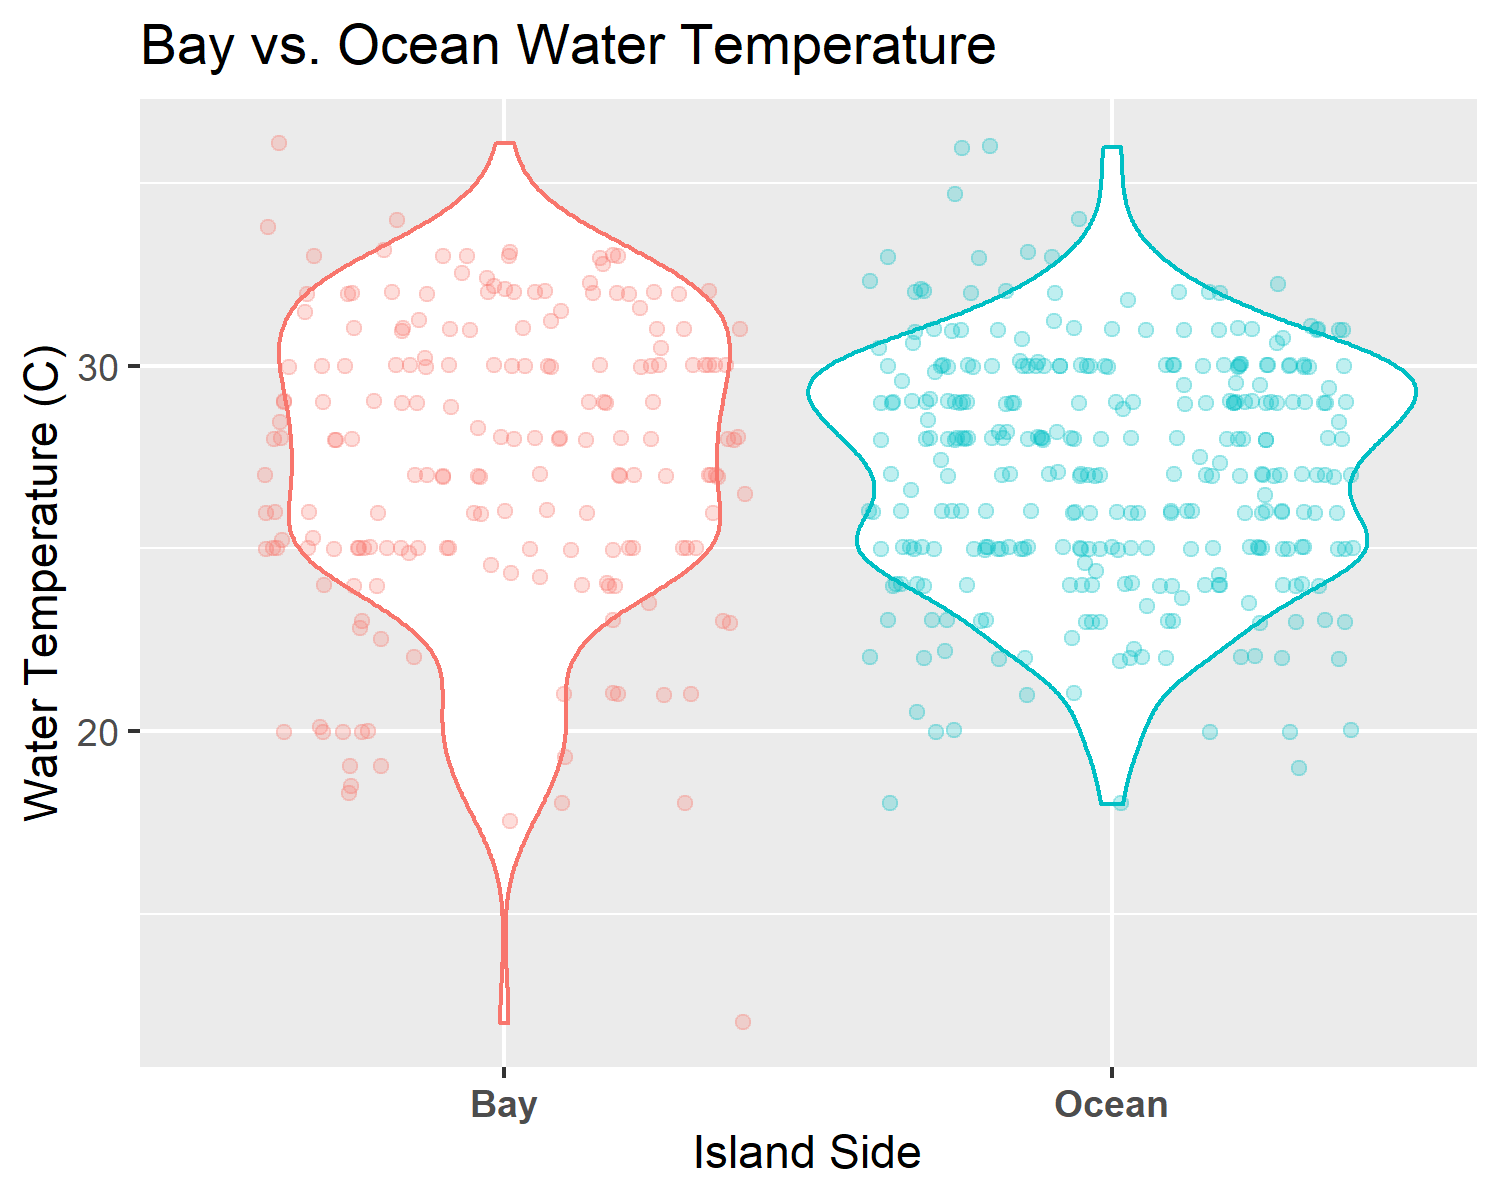 Bay vs. Ocean Water Temperature
Water Temperature (C)
30
20
Bay
Ocean
Island Side